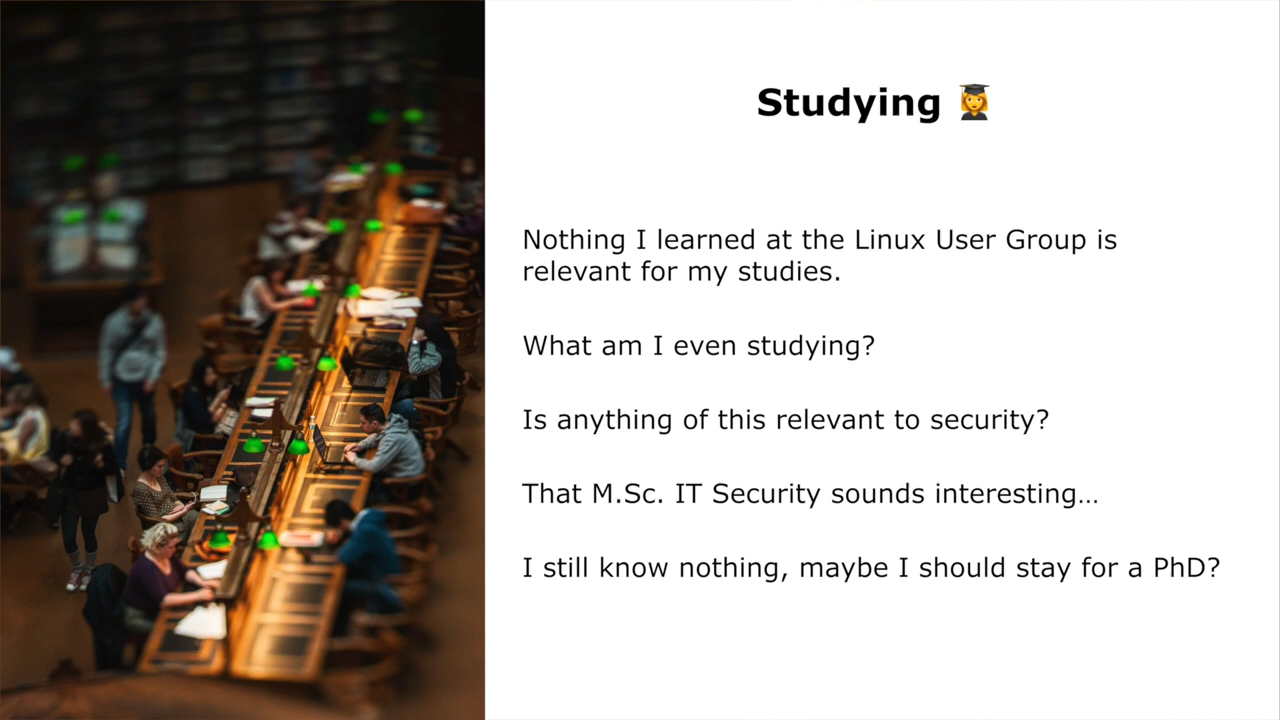 Studying 👩‍🎓
Nothing I learned at the Linux User Group is
relevant for my studies.
What am I even studying?
Is anything of this relevant to security?
That M.Sc. IT Security sounds interesting…
I still know nothing, maybe I should stay for a PhD?